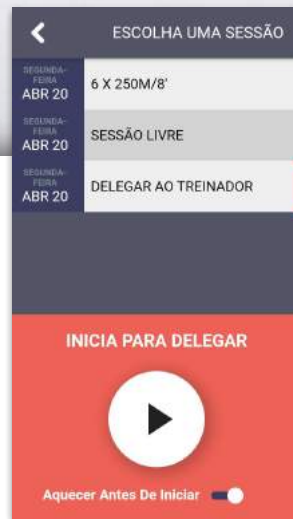 ESCOLHA UMA SESSÃO
SEGUNDA-
FEIRA
ABR 20
6 X 250M/8'
SEGUNDA-
FEIRA
ABR 20
SESSÃO LIVRE
SEGUNDA-
FEIRA
ABR 20
DELEGAR AO TREINADOR
INICIA PARA DELEGAR
Aquecer Antes De Iniciar